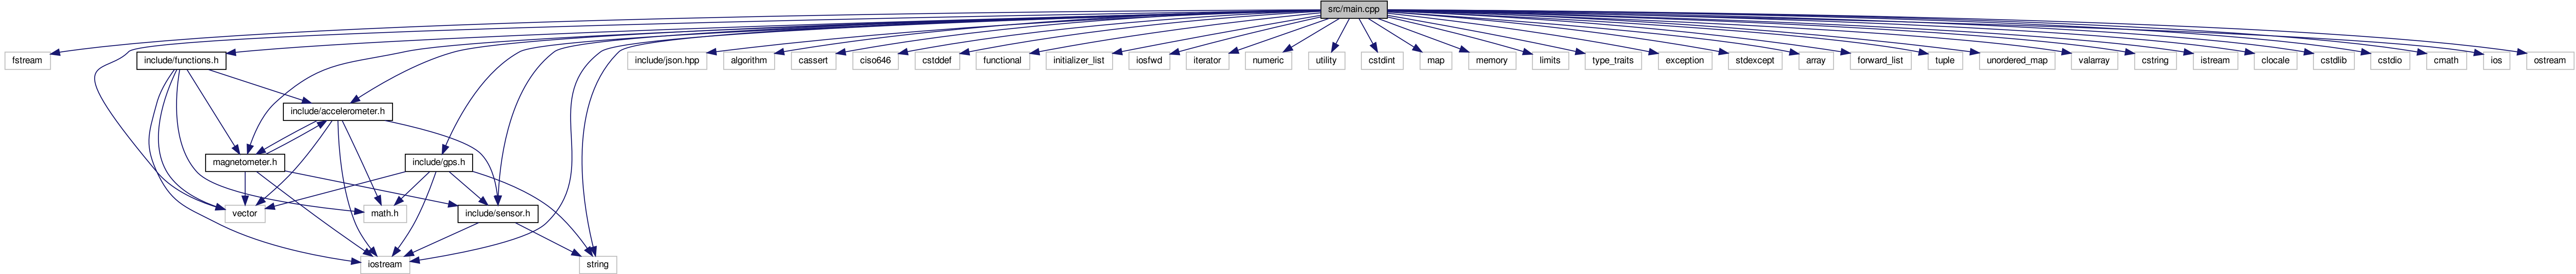 src/main.cpp
fstream
include/functions.h
include/json.hpp
algorithm
cassert
ciso646
cstddef
functional
initializer_list
iosfwd
iterator
numeric
utility
cstdint
map
memory
limits
type_traits
exception
stdexcept
array
forward_list
tuple
unordered_map
valarray
cstring
istream
clocale
cstdlib
cstdio
cmath
ios
ostream
include/accelerometer.h
magnetometer.h
include/gps.h
vector
math.h
include/sensor.h
iostream
string